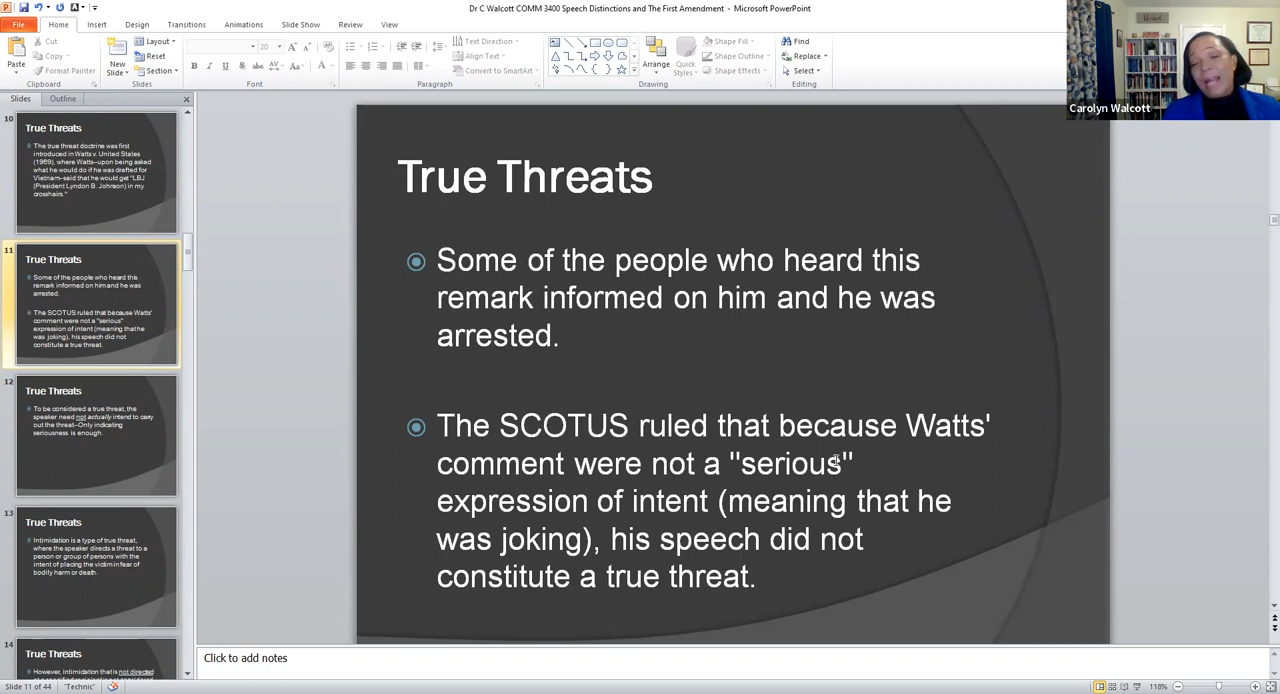 Dr C Walcott COMM 3400 Speech Distinctions and The First Amendment - Microsoft PowerPoint
File Home Insert Design Transitions Animations Slide Show Review View
Paste
Cut
Copy
Format Painter
Clipboard
New
Slide
Layout
Reset
Section
Slides
20
Font
Text Direction
Align Text
Convert to SmartArt
Paragraph
Arrange
Quick
Styles
Shape Fill
Shape Outline
Shape Effects
Drawing
Find
Replace
Select
Editing
Carolyn Walcott
Slides Outline
10
True Threats
The true threat doctrine was first
introduced in Watts v. United States
(1969), where Watts--upon being asked
what he would do if he was drafted for
Vietnam--said that he would get "LBJ
(President Lyndon B. Johnson) in my
crosshairs."
11
True Threats
Some of the people who heard this
remark informed on him and he was
arrested.
The SCOTUS ruled that because Watts'
comment were not a "serious"
expression of intent (meaning that he
was joking), his speech did not
constitute a true threat.
12
True Threats
To be considered a true threat, the
speaker need not actually intend to carry
out the threat--Only indicating
seriousness is enough.
13
True Threats
Intimidation is a type of true threat,
where the speaker directs a threat to a
person or group of persons with the
intent of placing the victim in fear of
bodily harm or death.
14
True Threats
However, intimidation that is not directed
True Threats
Some of the people who heard this
remark informed on him and he was
arrested.
The SCOTUS ruled that because Watts'
comment were not a "serious"
expression of intent (meaning that he
was joking), his speech did not
constitute a true threat.
Click to add notes
Slide 11 of 44 "Technic" 118%